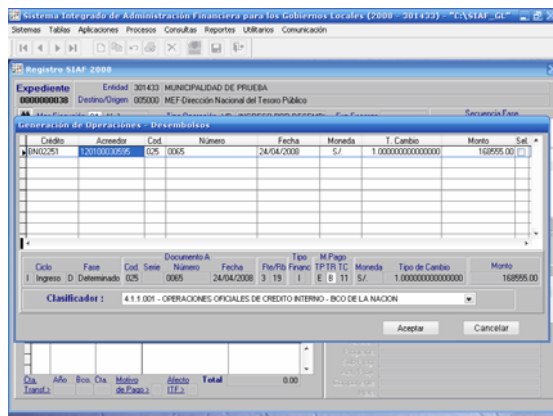 Sistema Integrado de Administración Financiera para los Gobiernos Locales (2008 - 301433) - "C:\SIAF_GL"
Sistemas Tablas Aplicaciones Procesos Consultas Reportes Utilitarios Comunicación
Registro SIAF 2008
Expediente Entidad 301433 MUNICIPALIDAD DE PRUEBA
0000000038 Destino/Origen 005000 MEF-Dirección Nacional del Tesoro Público
Secuencia Fase
Generación de Operaciónes - Desembolsos
Crédito Acreedor Cod. Número Fecha Moneda T. Cambio Monto Sel.
BN02251 120100030595 025 0065 24/04/2008 S/. 1.000000000000000 168555.00
Documento A Tipo M.Pago
Ciclo Fase Cod. Serie Número Fecha Fte/Rb Financ TP TR TC Moneda Tipo de Cambio Monto
I Ingreso D Determinado 025 0065 24/04/2008 3 19 I E 8 11 S/. 1.00000000000000 168555.00
Clasificador : 4.1.1.001 - OPERACIONES OFICIALES DE CREDITO INTERNO - BCO DE LA NACION
Aceptar Cancelar
Cta. Año Bco. Cta. Motivo Afecto Total 0.00
Transf.> de Pago > ITF >